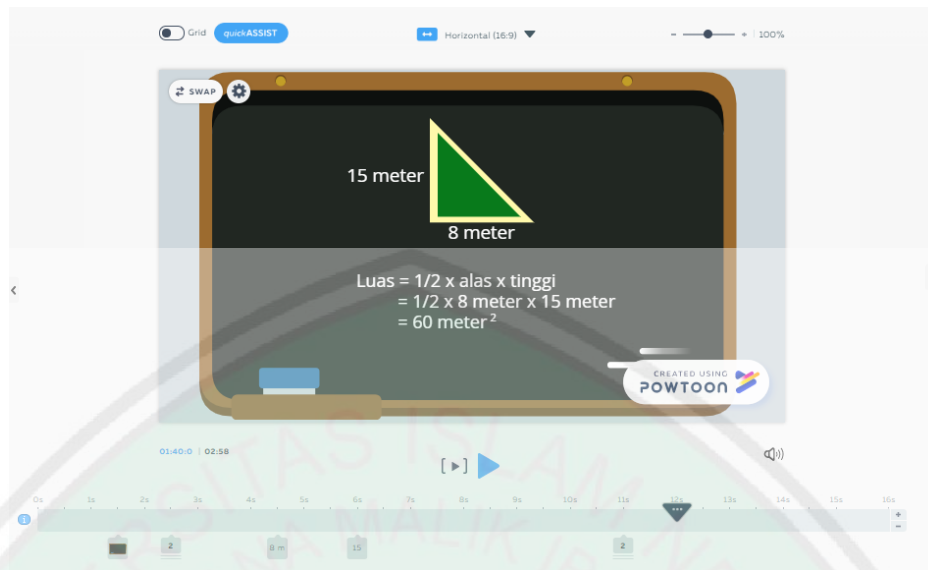 Grid quickASSIST Horizontal (16:9) - + 100%
SWAP
15 meter
8 meter
Luas = 1/2 x alas x tinggi
= 1/2 x 8 meter x 15 meter
= 60 meter²
CREATED USING
POWTOON
01:40:0 | 02:58
0s 1s 2s 3s 4s 5s 6s 7s 8s 9s 10s 11s 12s 13s 14s 15s 16s
2 8 m 15 2